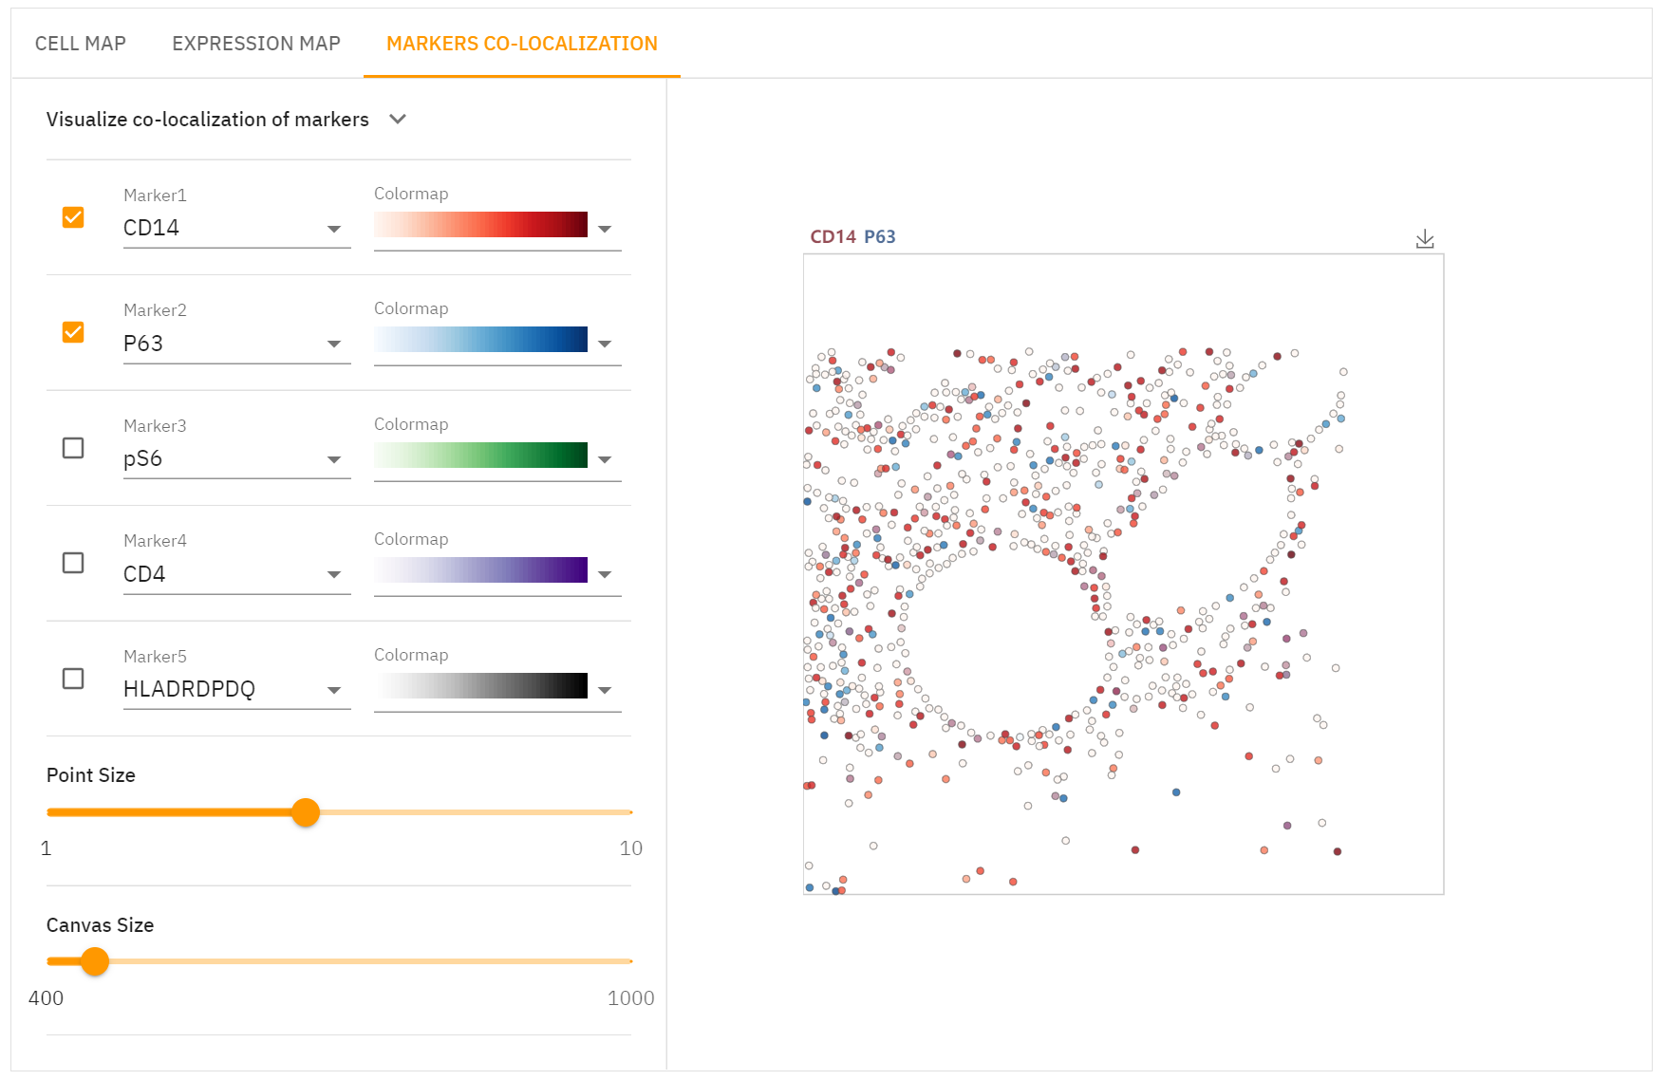 CELL MAP EXPRESSION MAP MARKERS CO-LOCALIZATION
Visualize co-localization of markers
Marker1 Colormap
CD14
Marker2 Colormap
P63
Marker3 Colormap
pS6
Marker4 Colormap
CD4
Marker5 Colormap
HLADRDPDQ
Point Size
1 10
Canvas Size
400 1000
CD14 P63